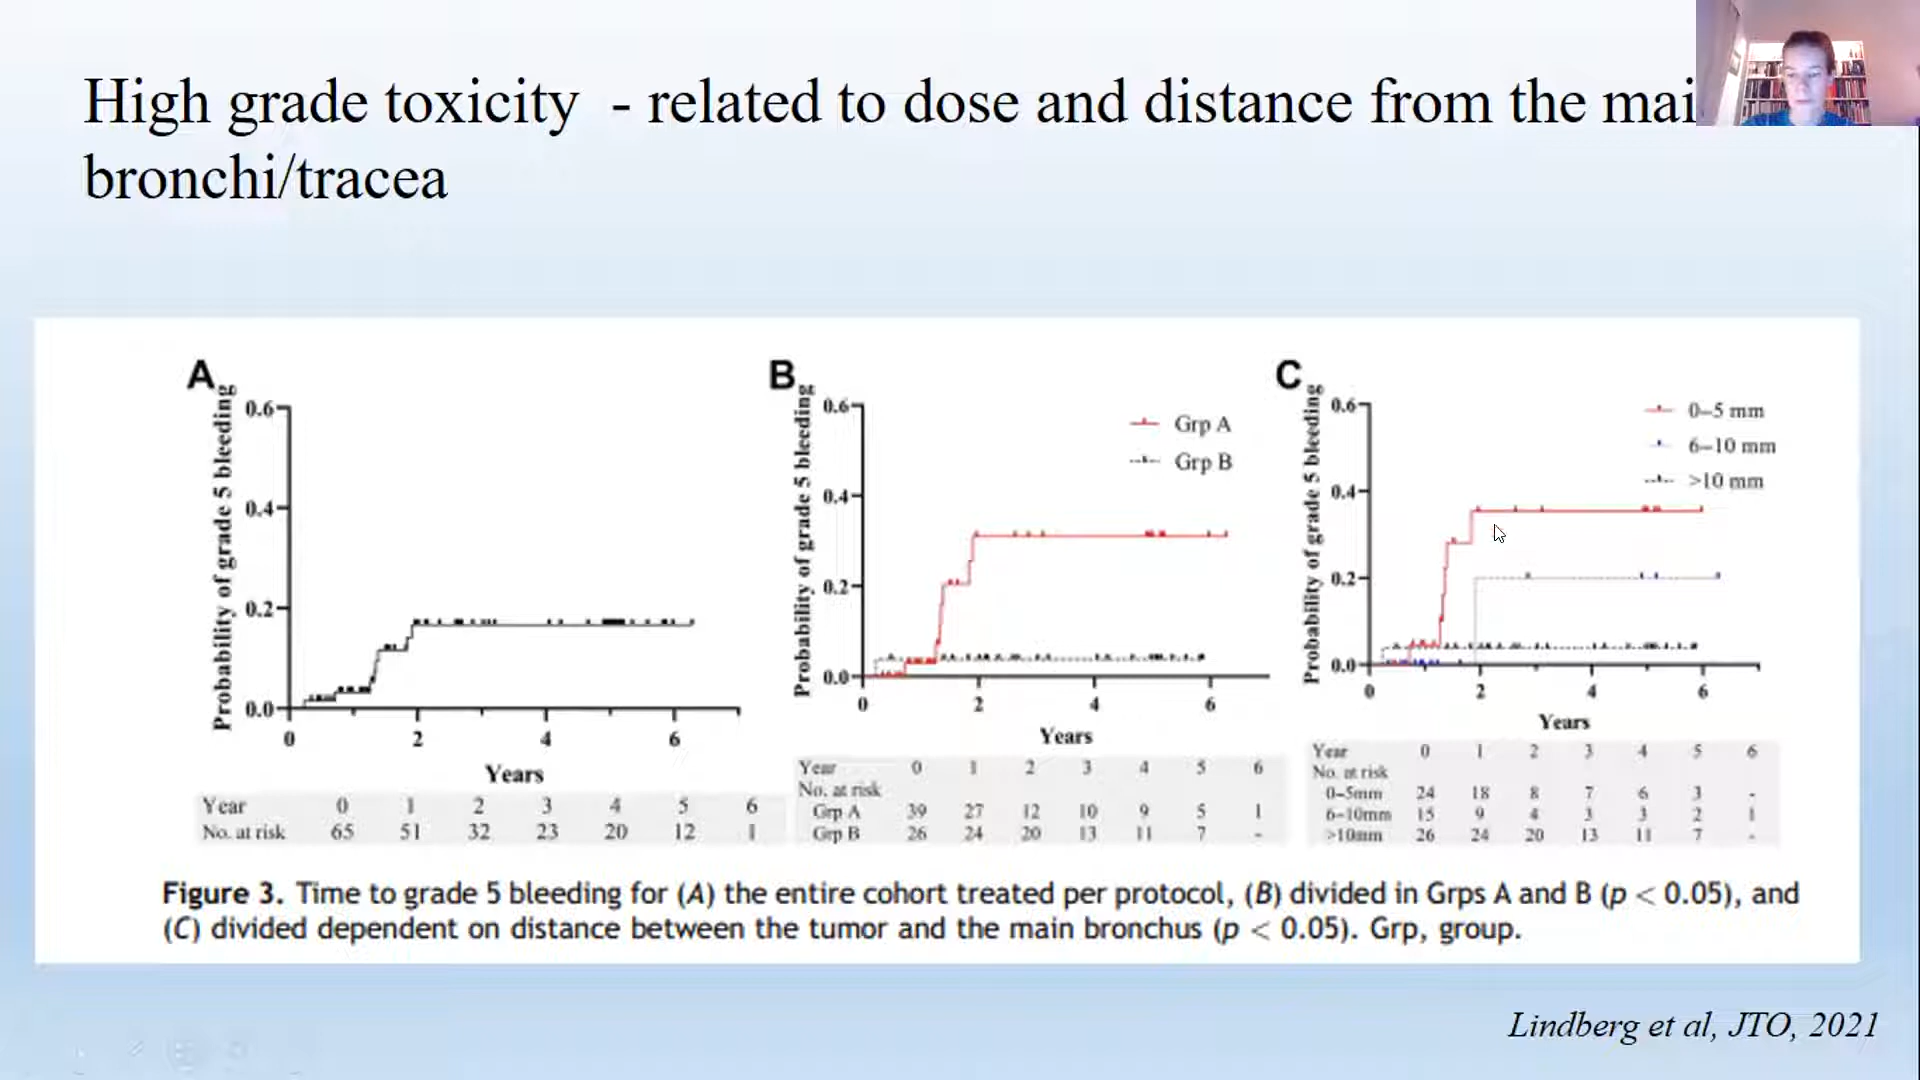 High grade toxicity - related to dose and distance from the mai
bronchi/tracea
A
Probability of grade 5 bleeding
0.6
0.4
0.2
0.0
0 2 4 6
Years
Year 0 1 2 3 4 5 6
No. at risk 65 51 32 23 20 12 1
B
Probability of grade 5 bleeding
0.6
0.4
0.2
0.0
Grp A
Grp B
0 2 4 6
Years
Year 0 1 2 3 4 5 6
No. at risk
Grp A 39 27 12 10 9 5 1
Grp B 26 24 20 13 11 7 -
C
Probability of grade 5 bleeding
0.6
0.4
0.2
0.0
0–5 mm
6–10 mm
>10 mm
0 2 4 6
Years
Year 0 1 2 3 4 5 6
No. at risk
0–5mm 24 18 8 7 6 3 -
6–10mm 15 9 4 3 3 2 1
>10mm 26 24 20 13 11 7 -
Figure 3. Time to grade 5 bleeding for (A) the entire cohort treated per protocol, (B) divided in Grps A and B (p < 0.05), and
(C) divided dependent on distance between the tumor and the main bronchus (p < 0.05). Grp, group.
Lindberg et al, JTO, 2021